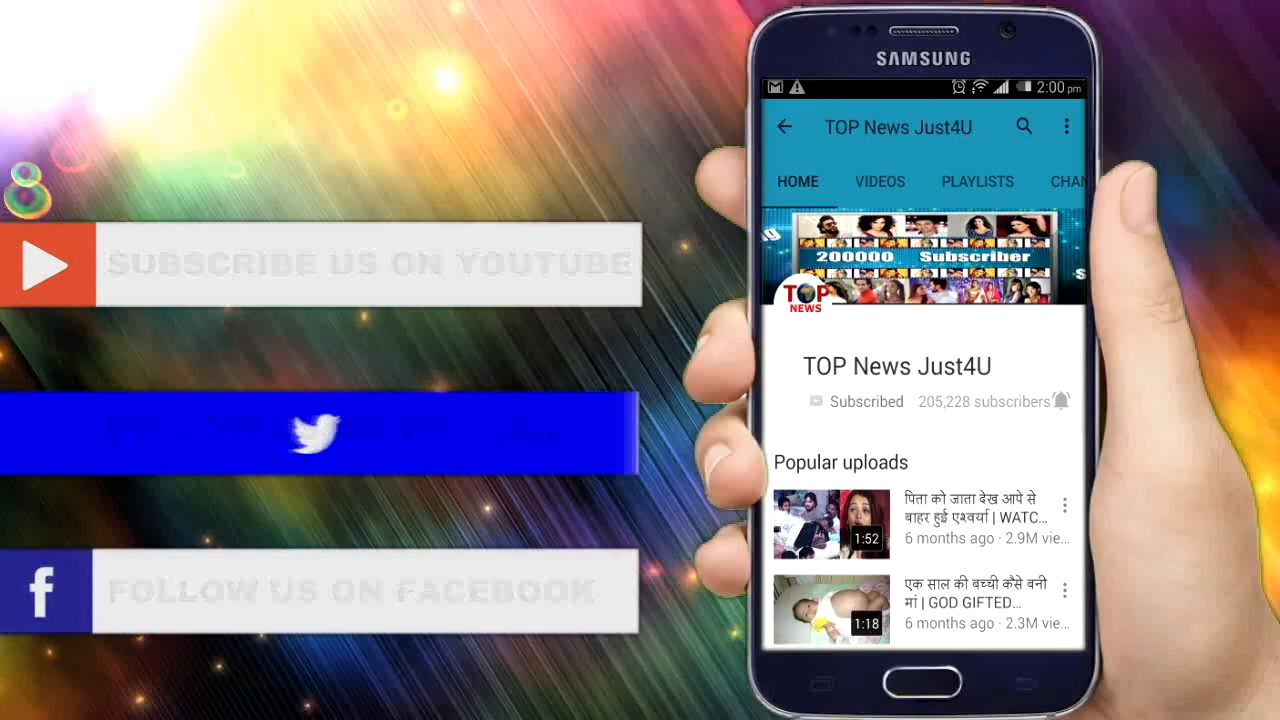 SUBSCRIBE US ON YOUTUBE
FOLLOW US ON FACEBOOK
SAMSUNG
2:00 pm
TOP News Just4U
HOME VIDEOS PLAYLISTS CHAN
200000 Subscriber
TOP
NEWS
TOP News Just4U
Subscribed 205,228 subscribers
Popular uploads
पिता को जाता देख आपे से
बाहर हुई एश्वर्या | WATC...
1:52
6 months ago · 2.9M vie...
एक साल की बच्ची कैसे बनी
मां | GOD GIFTED...
1:18
6 months ago · 2.3M vie...